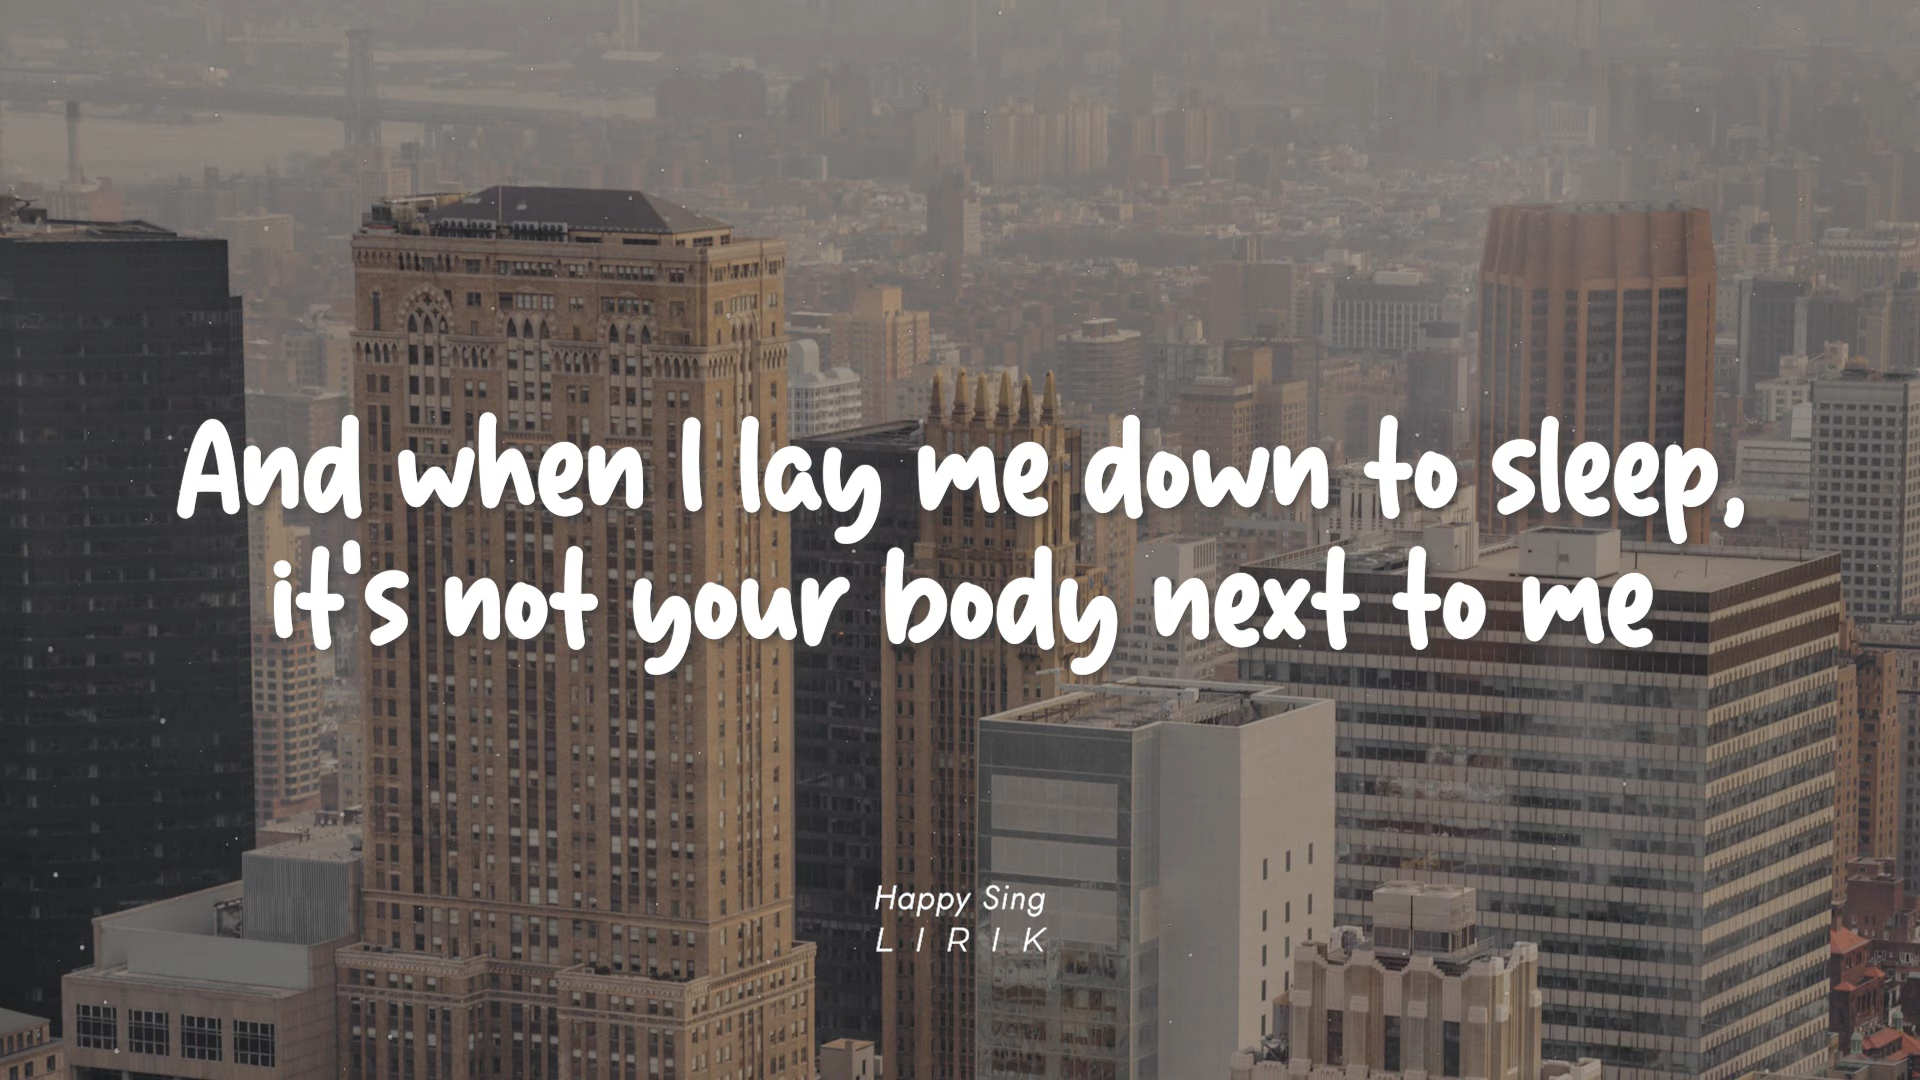 And when I lay me down to sleep,
it's not your body next to me
Happy Sing
LIRIK